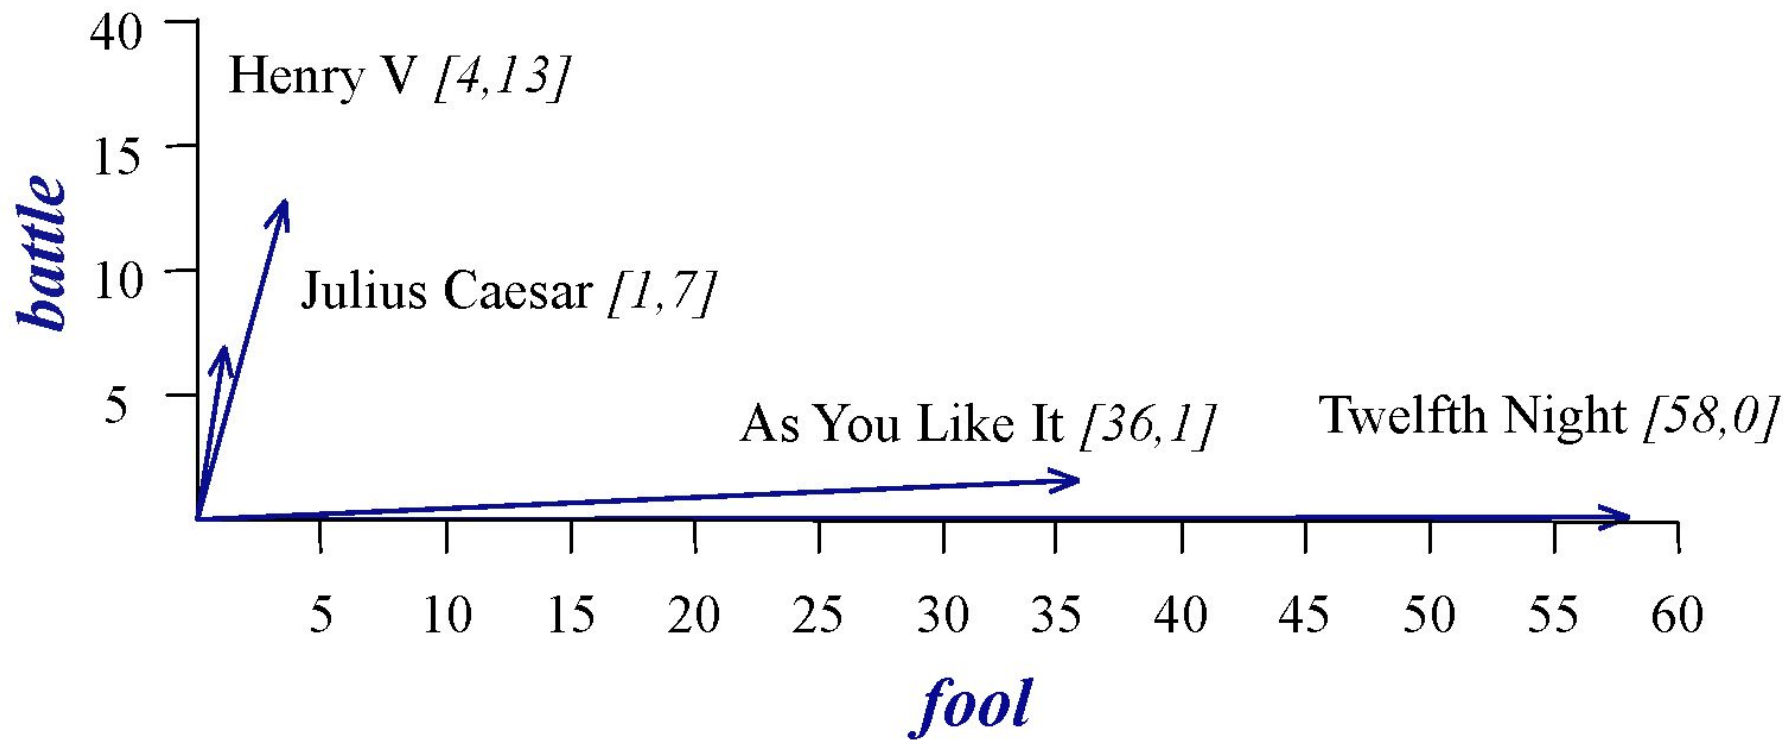 40
Henry V [4,13]
15
battle
10
Julius Caesar [1,7]
5
As You Like It [36,1]
Twelfth Night [58,0]
5 10 15 20 25 30 35 40 45 50 55 60
fool